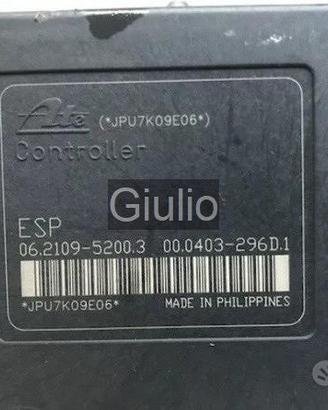 Ate (*JPU7K09E06*)
Controller
Giulio
ESP
06.2109-5200.3 00.0403-296D.1
*JPU7K09E06* MADE IN PHILIPPINES